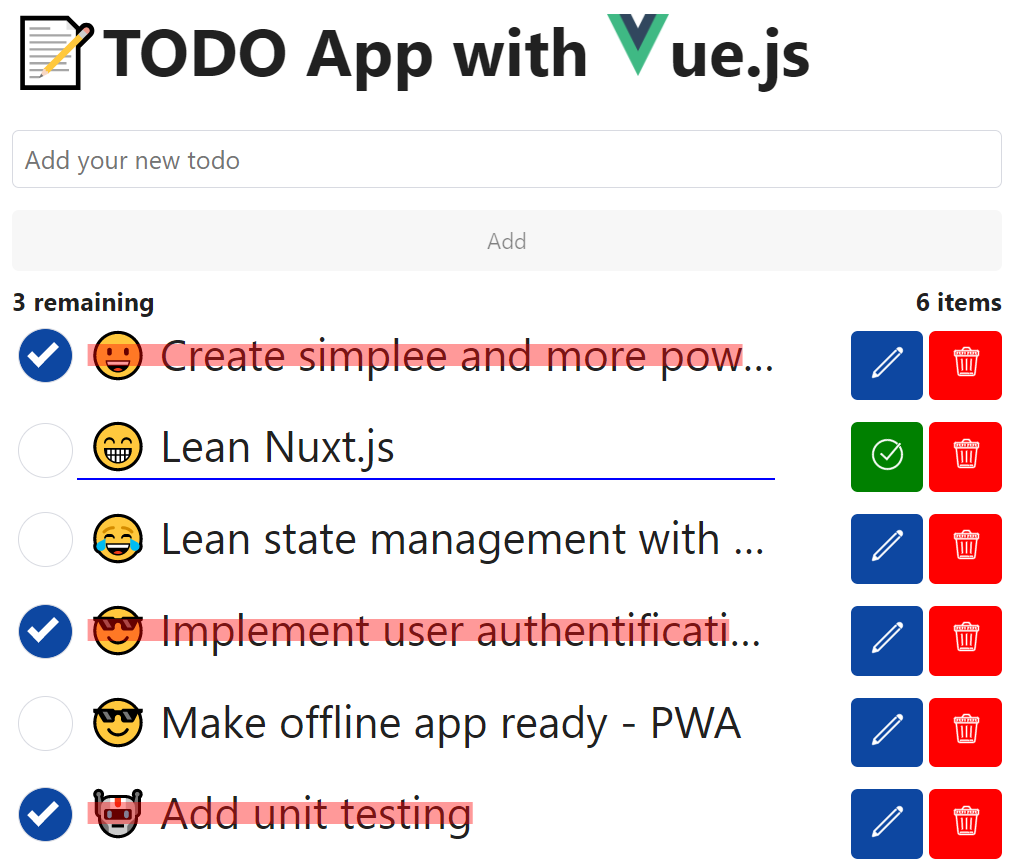 TODO App with Vue.js
Add your new todo
Add
3 remaining 6 items
Create simplee and more pow...
Lean Nuxt.js
Lean state management with ...
Implement user authentificati...
Make offline app ready - PWA
Add unit testing